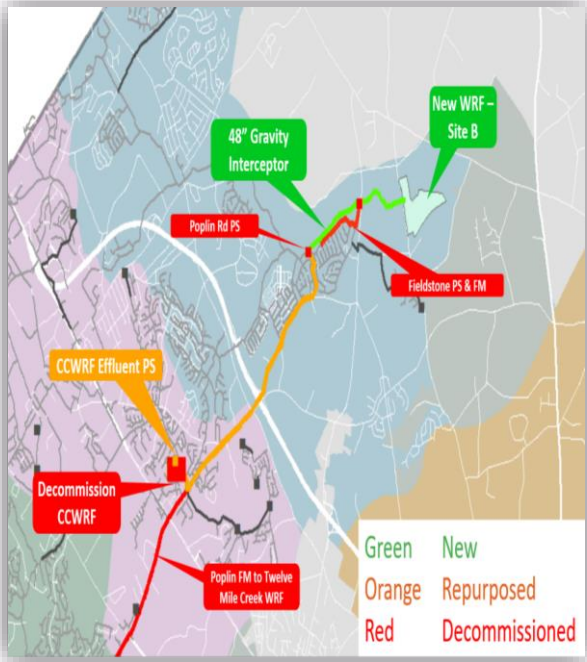 New WRF –
Site B
48" Gravity
Interceptor
Poplin Rd PS
Fieldstone PS & FM
CCWRF Effluent PS
Decommission
CCWRF
Poplin FM to Twelve
Mile Creek WRF
Green New
Orange Repurposed
Red Decommissioned